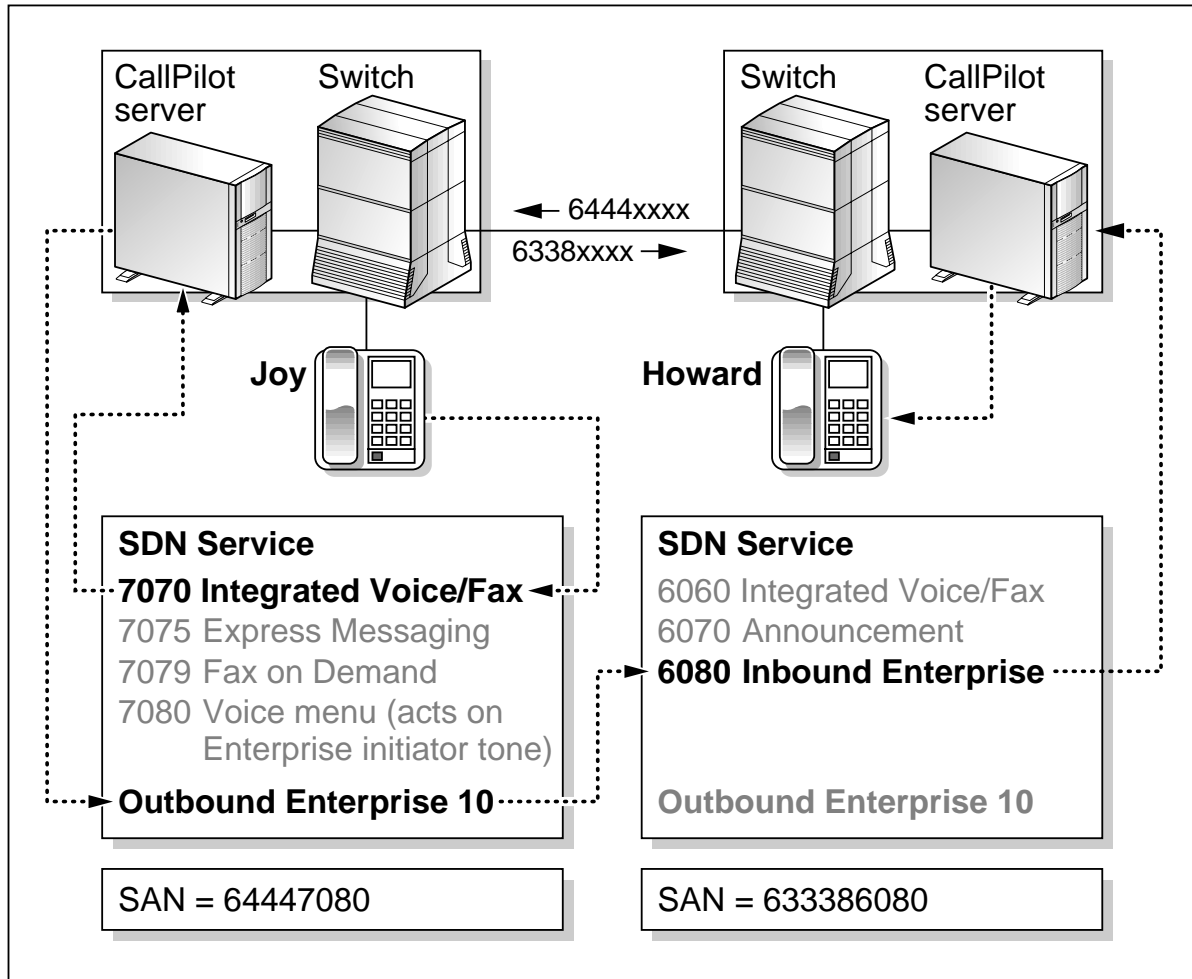 CallPilot
server
Switch
Switch
CallPilot
server
6444xxxx
6338xxxx
Joy
Howard
SDN Service
7070 Integrated Voice/Fax
7075 Express Messaging
7079 Fax on Demand
7080 Voice menu (acts on
Enterprise initiator tone)
Outbound Enterprise 10
SDN Service
6060 Integrated Voice/Fax
6070 Announcement
6080 Inbound Enterprise
Outbound Enterprise 10
SAN = 64447080
SAN = 633386080